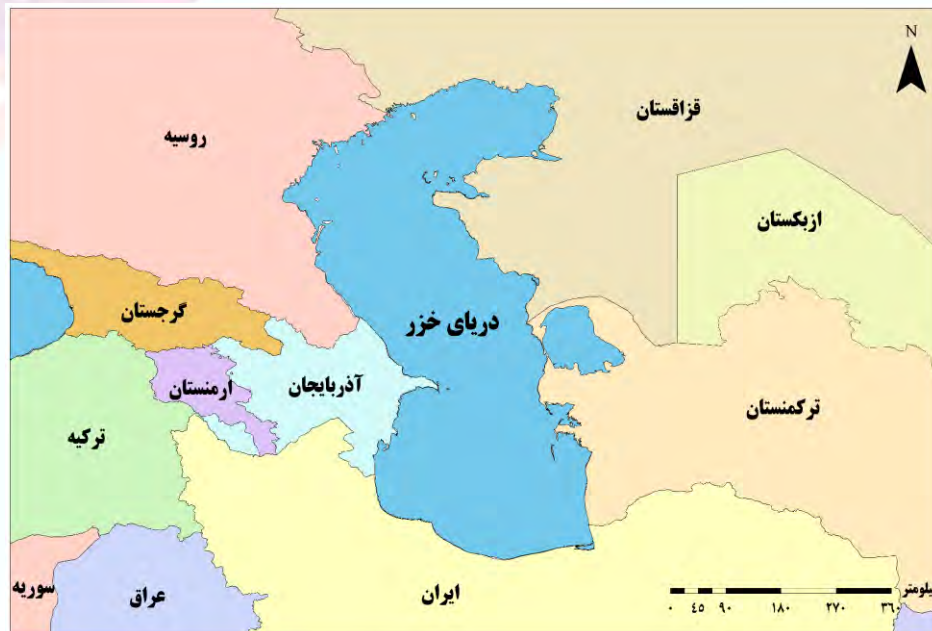 N
قزاقستان
روسیه
ازبکستان
گرجستان
دریای خزر
آذربایجان
ارمنستان
ترکمنستان
ترکیه
سوریه
عراق
ایران
یلومتر
۰ ۴۵ ۹۰ ۱۸۰ ۲۷۰ ۳۶۰